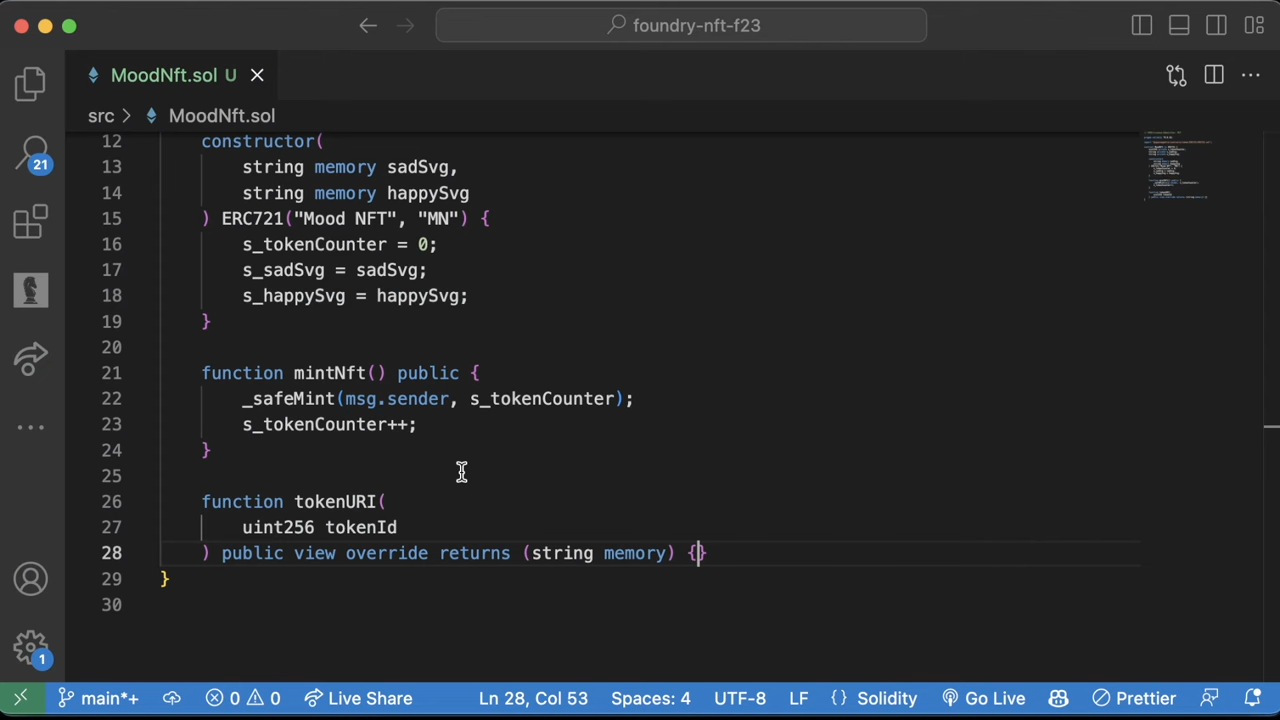 foundry-nft-f23
MoodNft.sol U
src > MoodNft.sol
12 constructor(
13 string memory sadSvg,
14 string memory happySvg
15 ) ERC721("Mood NFT", "MN") {
16 s_tokenCounter = 0;
17 s_sadSvg = sadSvg;
18 s_happySvg = happySvg;
19 }
20
21 function mintNft() public {
22 _safeMint(msg.sender, s_tokenCounter);
23 s_tokenCounter++;
24 }
25
26 function tokenURI(
27 uint256 tokenId
28 ) public view override returns (string memory) {}
29 }
30
21
1
main*+ 0 0 Live Share Ln 28, Col 53 Spaces: 4 UTF-8 LF {} Solidity Go Live Prettier